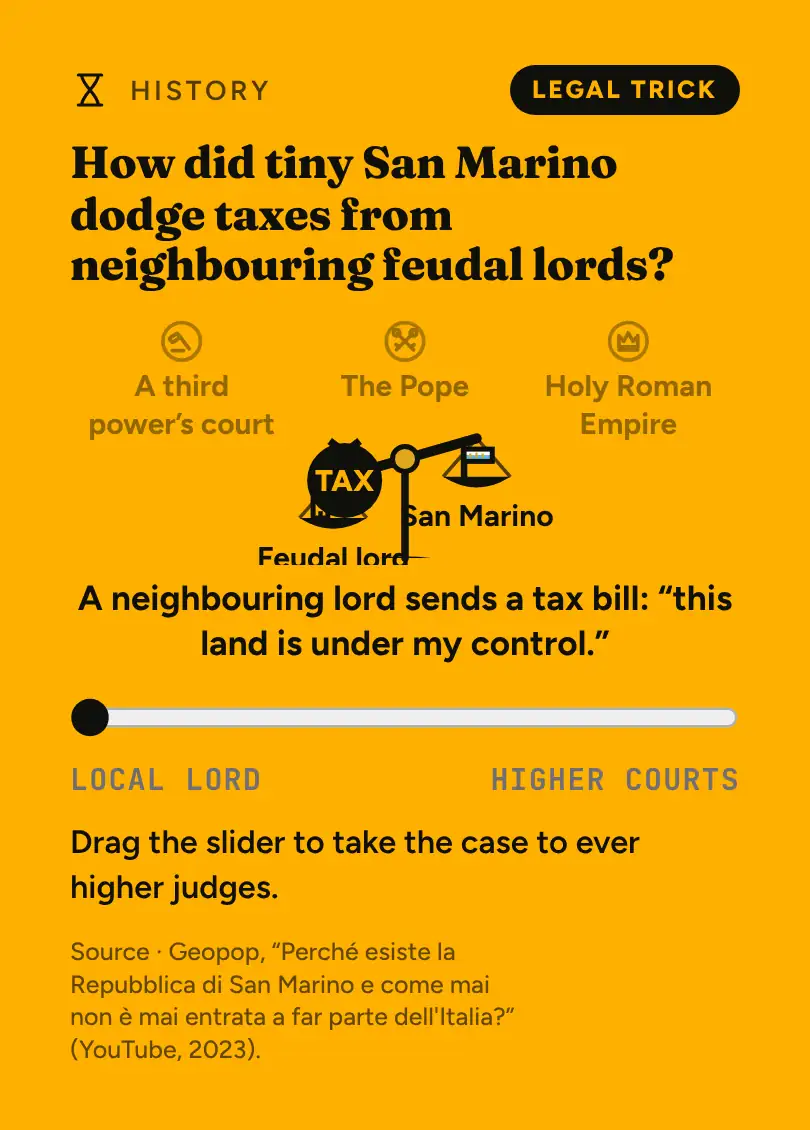 HISTORY
LEGAL TRICK
How did tiny San Marino
dodge taxes from
neighbouring feudal lords?
A third
power’s court
The Pope
Holy Roman
Empire
TAX
San Marino
Feudal lord
A neighbouring lord sends a tax bill: “this
land is under my control.”
LOCAL LORD
HIGHER COURTS
Drag the slider to take the case to ever
higher judges.
Source · Geopop, “Perché esiste la
Repubblica di San Marino e come mai
non è mai entrata a far parte dell'Italia?”
(YouTube, 2023).